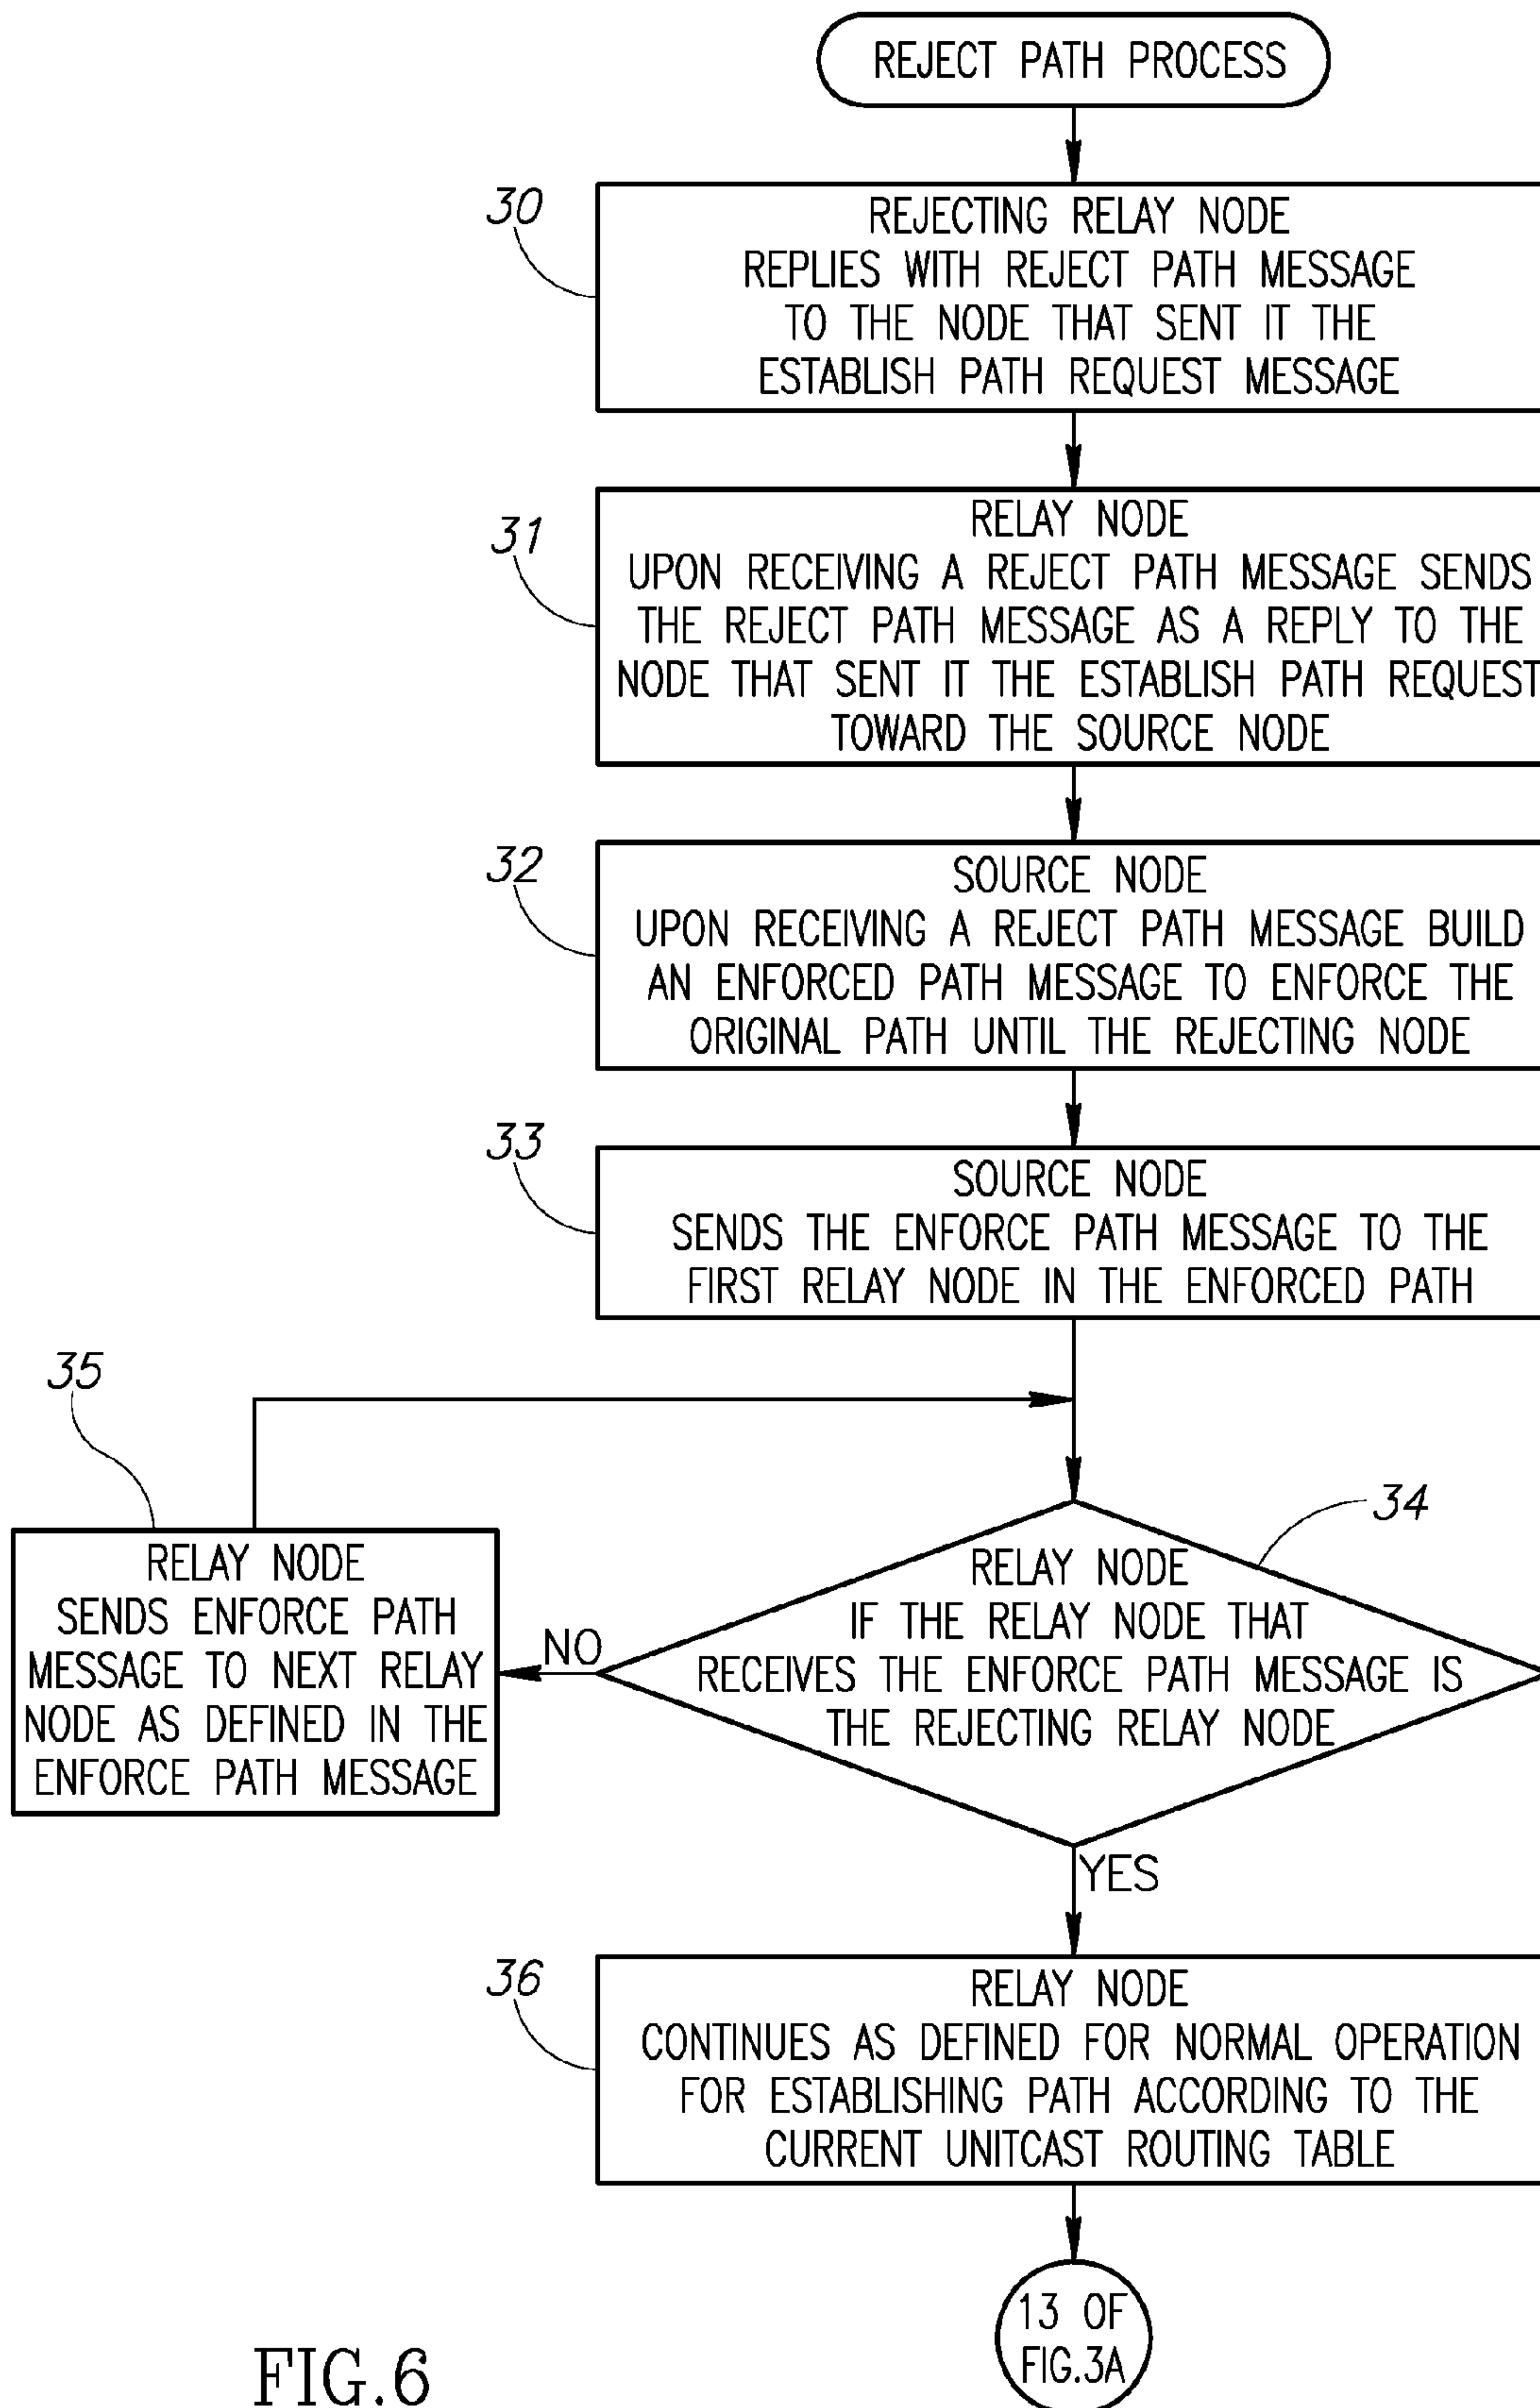 REJECT PATH PROCESS
30
REJECTING RELAY NODE
REPLIES WITH REJECT PATH MESSAGE
TO THE NODE THAT SENT IT THE
ESTABLISH PATH REQUEST MESSAGE
31
RELAY NODE
UPON RECEIVING A REJECT PATH MESSAGE SENDS
THE REJECT PATH MESSAGE AS A REPLY TO THE
NODE THAT SENT IT THE ESTABLISH PATH REQUEST
TOWARD THE SOURCE NODE
32
SOURCE NODE
UPON RECEIVING A REJECT PATH MESSAGE BUILD
AN ENFORCED PATH MESSAGE TO ENFORCE THE
ORIGINAL PATH UNTIL THE REJECTING NODE
33
SOURCE NODE
SENDS THE ENFORCE PATH MESSAGE TO THE
FIRST RELAY NODE IN THE ENFORCED PATH
35
RELAY NODE
SENDS ENFORCE PATH
MESSAGE TO NEXT RELAY
NODE AS DEFINED IN THE
ENFORCE PATH MESSAGE
NO
34
RELAY NODE
IF THE RELAY NODE THAT
RECEIVES THE ENFORCE PATH MESSAGE IS
THE REJECTING RELAY NODE
YES
36
RELAY NODE
CONTINUES AS DEFINED FOR NORMAL OPERATION
FOR ESTABLISHING PATH ACCORDING TO THE
CURRENT UNITCAST ROUTING TABLE
13 OF
FIG.3A
FIG.6